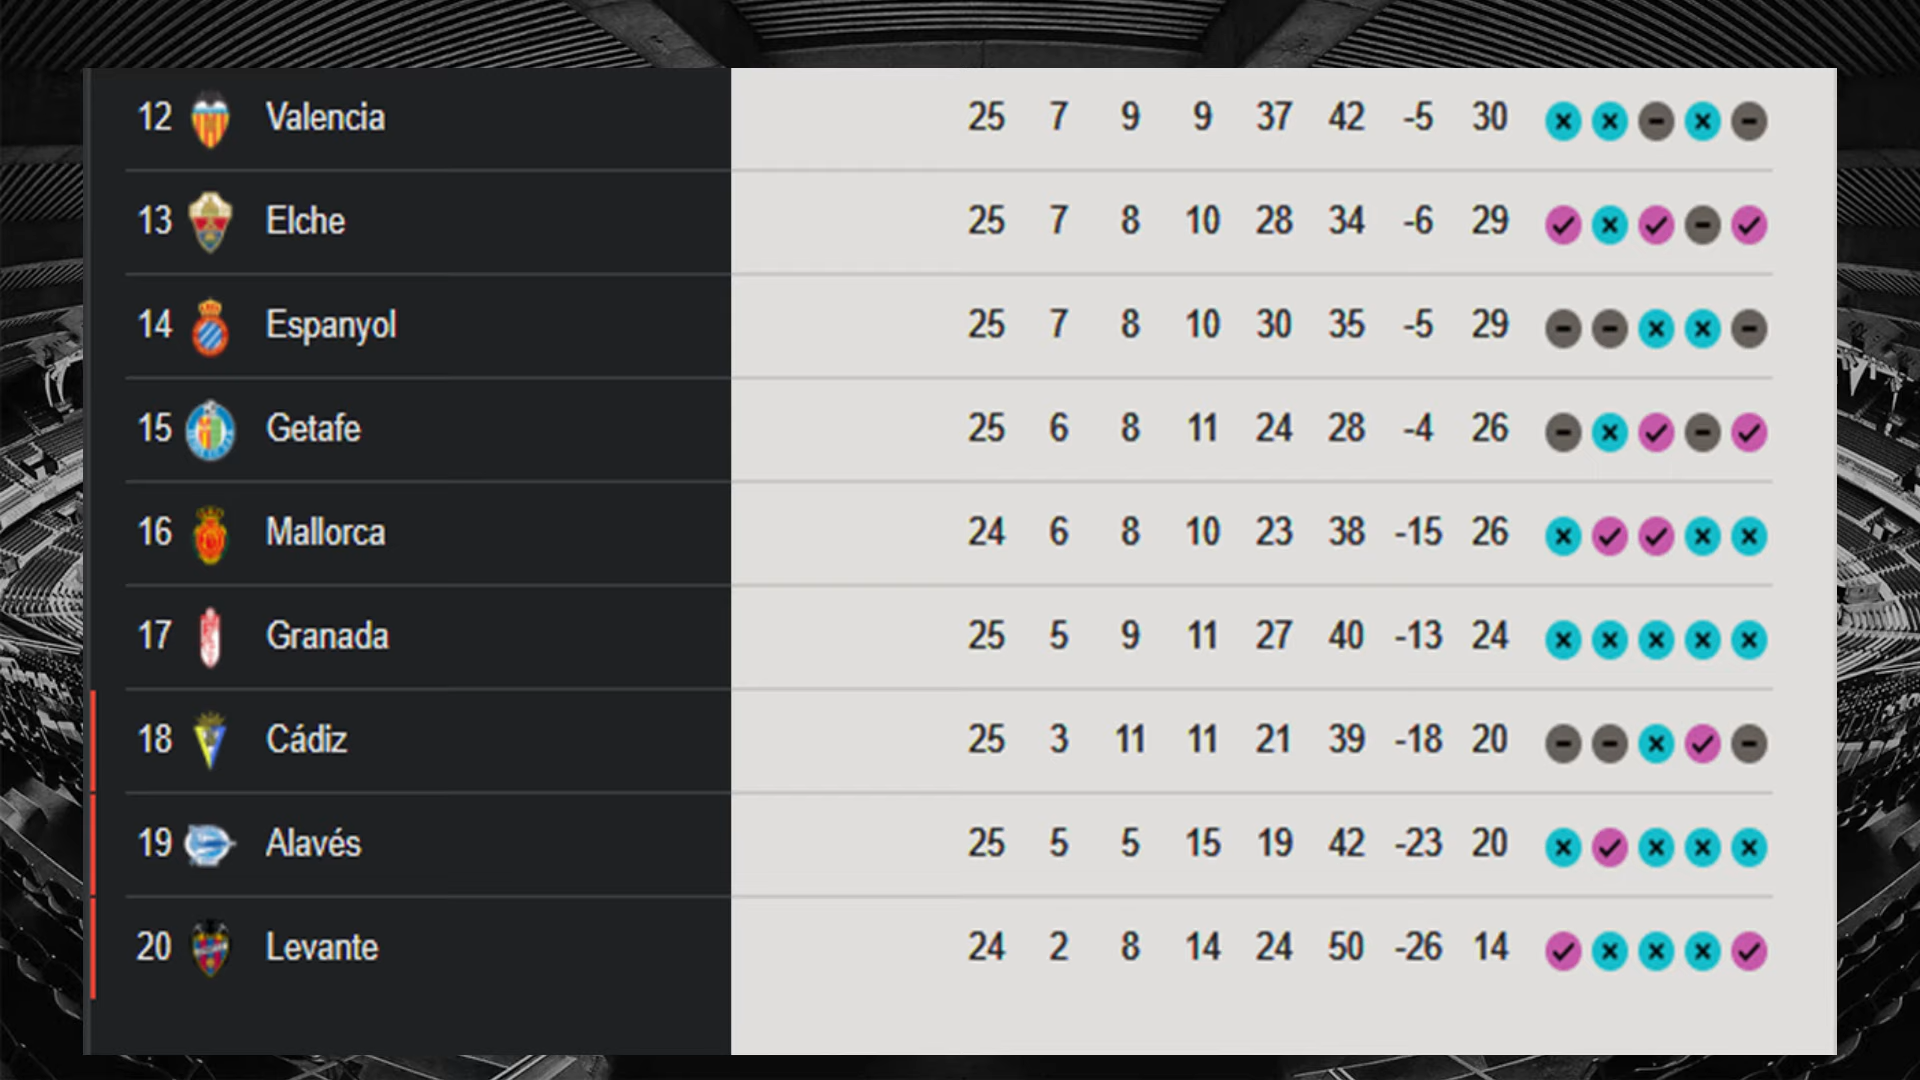 12 Valencia 25 7 9 9 37 42 -5 30
13 Elche 25 7 8 10 28 34 -6 29
14 Espanyol 25 7 8 10 30 35 -5 29
15 Getafe 25 6 8 11 24 28 -4 26
16 Mallorca 24 6 8 10 23 38 -15 26
17 Granada 25 5 9 11 27 40 -13 24
18 Cádiz 25 3 11 11 21 39 -18 20
19 Alavés 25 5 5 15 19 42 -23 20
20 Levante 24 2 8 14 24 50 -26 14